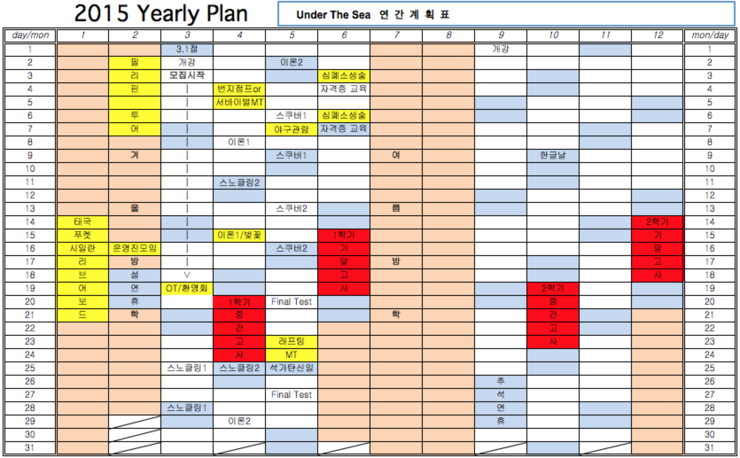 2015 Yearly Plan
Under The Sea 연 간 계 획 표
day/mon 1 2 3 4 5 6 7 8 9 10 11 12 mon/day
1 3.1절 개강 1
2 필 개강 이론2 2
3 리 모집시작 심폐소생술 3
4 핀 | 번지점프or 자격증 교육 4
5 | 서바이벌MT 5
6 투 | 스쿠버1 심폐소생술 6
7 어 | 야구관람 자격증 교육 7
8 | 이론1 8
9 겨 | 스쿠버1 여 한글날 9
10 | 10
11 | 스노클링2 11
12 | 12
13 울 | 스쿠버2 름 13
14 태국 | 2학기 14
15 푸켓 | 이론1/벚꽃 1학기 기 15
16 시밀란 운영진모임 | 스쿠버2 기 말 16
17 리 방 | 말 방 고 17
18 브 설 ∨ 고 사 18
19 어 연 OT/환영회 사 2학기 19
20 보 휴 1학기 Final Test 중 20
21 드 학 중 학 간 21
22 간 고 22
23 고 래프팅 사 23
24 사 MT 24
25 스노클링1 스노클링2 석가탄신일 25
26 추 26
27 Final Test 석 27
28 스노클링1 연 28
29 이론2 휴 29
30 30
31 31